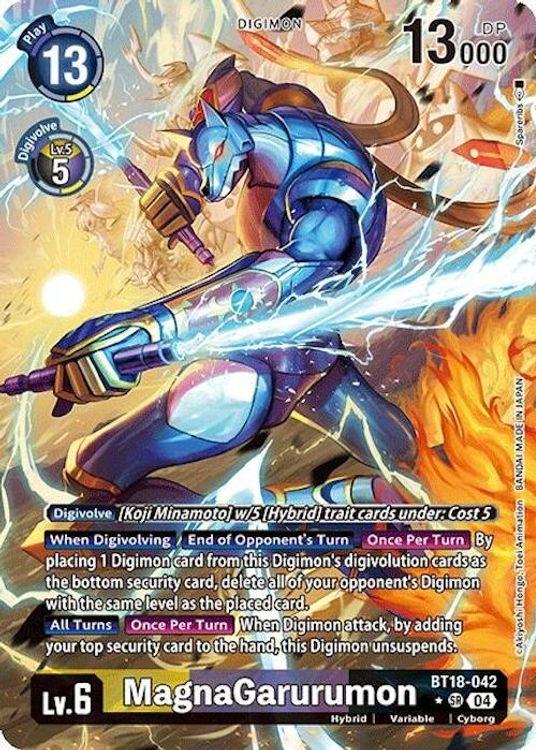 DIGIMON
Play
13
DP
13000
Digivolve
Lv.5
5
Spareribs
©Akiyoshi Hongo, Toei Animation BANDAI MADE IN JAPAN
Digivolve [Koji Minamoto] w/5 [Hybrid] trait cards under: Cost 5
When Digivolving / End of Opponent's Turn Once Per Turn By
placing 1 Digimon card from this Digimon's digivolution cards as
the bottom security card, delete all of your opponent's Digimon
with the same level as the placed card.
All Turns Once Per Turn When Digimon attack, by adding
your top security card to the hand, this Digimon unsuspends.
Lv.6
MagnaGarurumon
BT18-042
SR 04
Hybrid | Variable | Cyborg